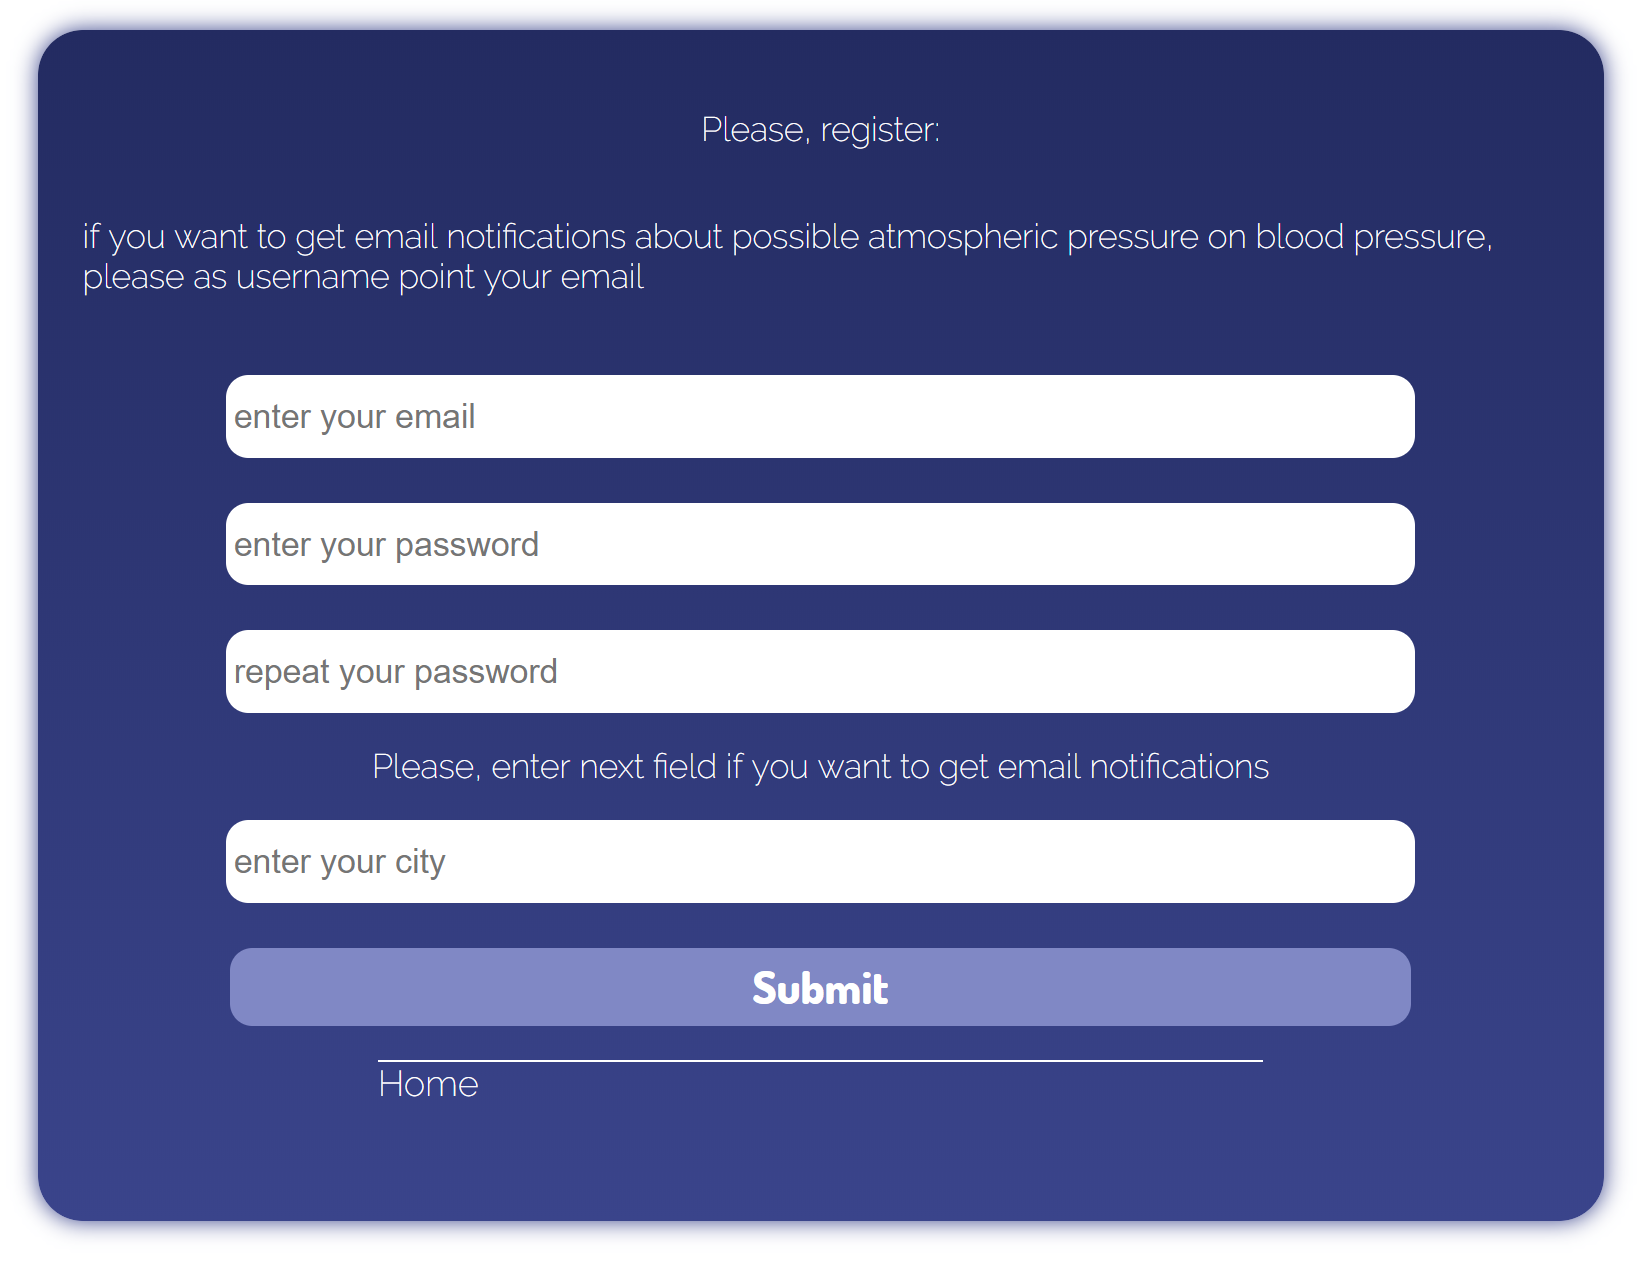 Please, register:
if you want to get email notifications about possible atmospheric pressure on blood pressure,
please as username point your email
enter your email
enter your password
repeat your password
Please, enter next field if you want to get email notifications
enter your city
Submit
Home